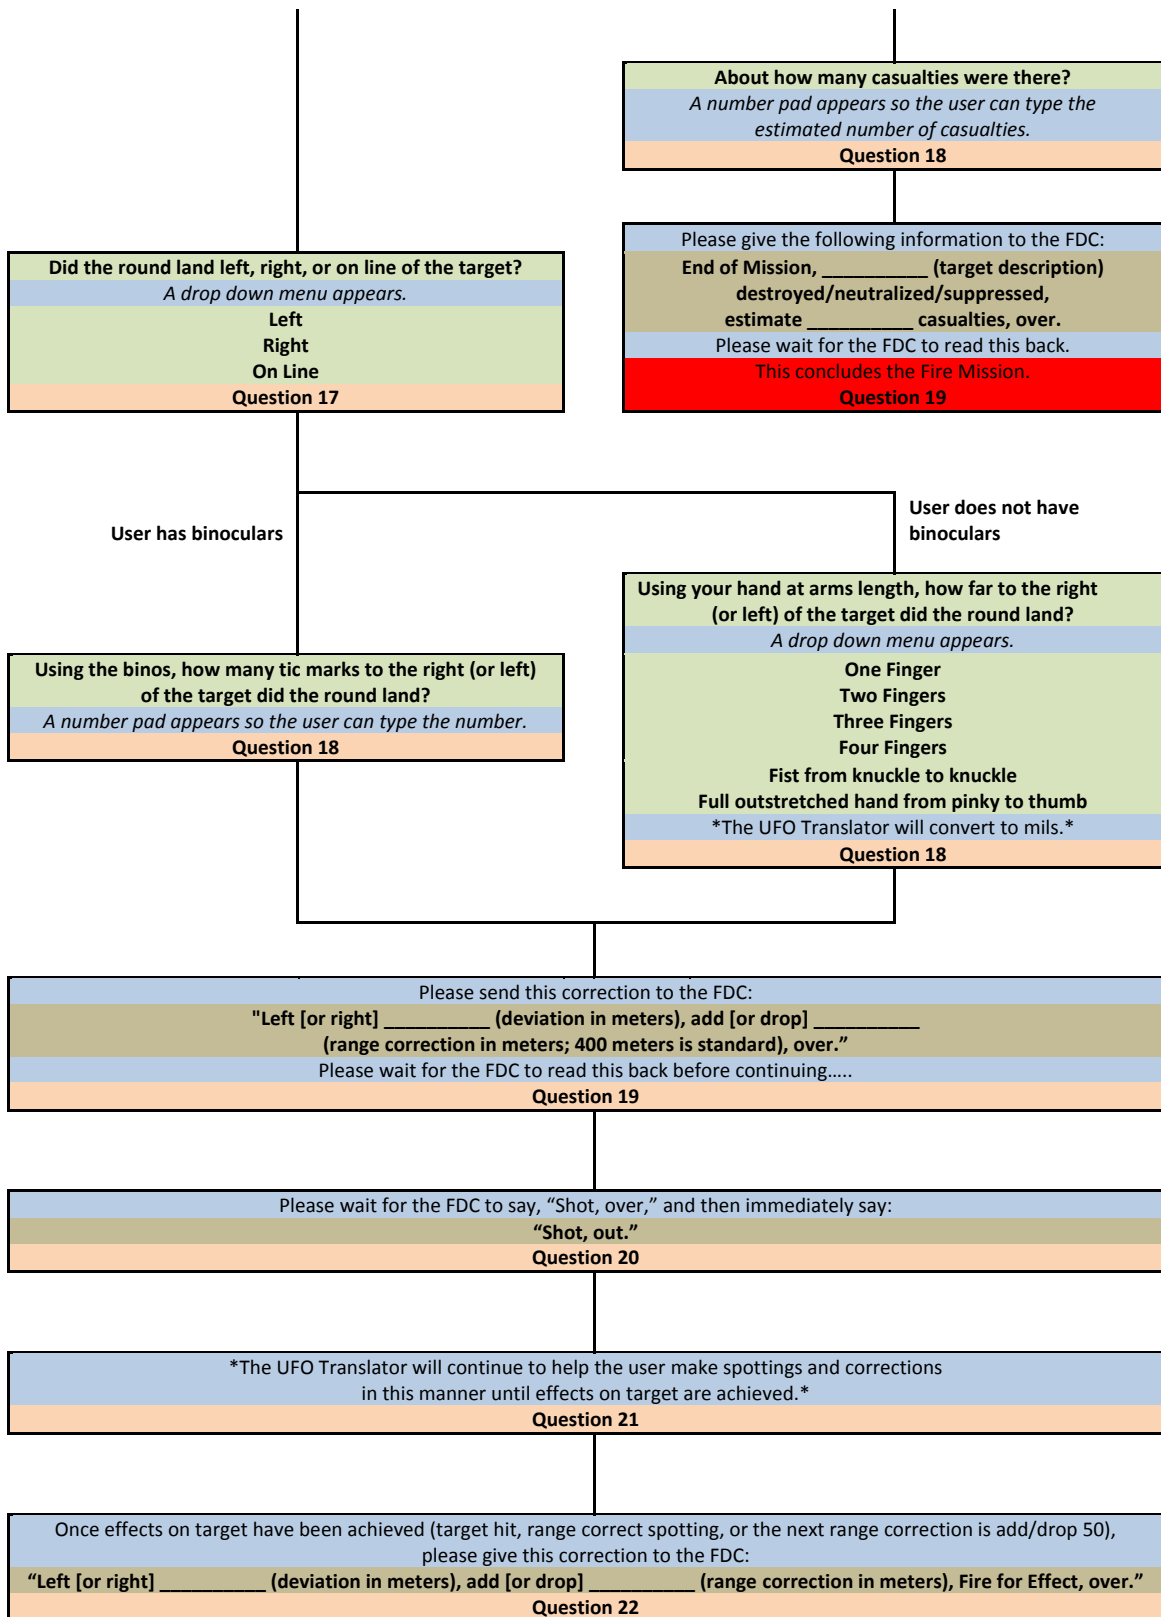 About how many casualties were there?
A number pad appears so the user can type the
estimated number of casualties.
Question 18
Please give the following information to the FDC:
End of Mission, __________ (target description)
destroyed/neutralized/suppressed,
estimate __________ casualties, over.
Please wait for the FDC to read this back.
This concludes the Fire Mission.
Question 19
Did the round land left, right, or on line of the target?
A drop down menu appears.
Left
Right
On Line
Question 17
User has binoculars
User does not have
binoculars
Using the binos, how many tic marks to the right (or left)
of the target did the round land?
A number pad appears so the user can type the number.
Question 18
Using your hand at arms length, how far to the right
(or left) of the target did the round land?
A drop down menu appears.
One Finger
Two Fingers
Three Fingers
Four Fingers
Fist from knuckle to knuckle
Full outstretched hand from pinky to thumb
*The UFO Translator will convert to mils.*
Question 18
Please send this correction to the FDC:
"Left [or right] __________ (deviation in meters), add [or drop] __________
(range correction in meters; 400 meters is standard), over.”
Please wait for the FDC to read this back before continuing…..
Question 19
Please wait for the FDC to say, “Shot, over,” and then immediately say:
“Shot, out.”
Question 20
*The UFO Translator will continue to help the user make spottings and corrections
in this manner until effects on target are achieved.*
Question 21
Once effects on target have been achieved (target hit, range correct spotting, or the next range correction is add/drop 50),
please give this correction to the FDC:
“Left [or right] __________ (deviation in meters), add [or drop] __________ (range correction in meters), Fire for Effect, over.”
Question 22